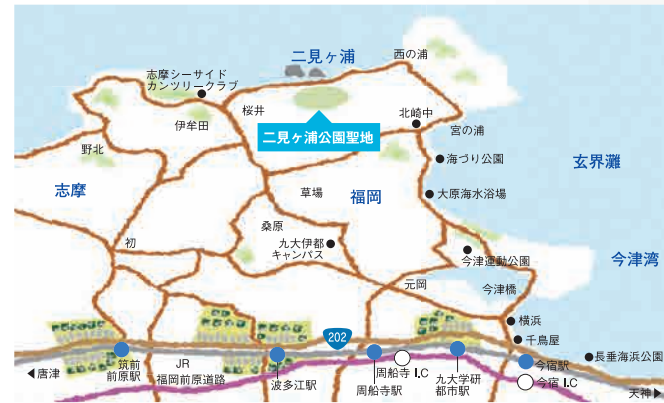 二見ヶ浦
西の浦
志摩シーサイド
カンツリークラブ
桜井
北崎中
伊牟田
二見ヶ浦公園聖地
宮の浦
野北
海づり公園
玄界灘
志摩
草場
福岡
大原海水浴場
桑原
初
九大伊都
キャンパス
今津運動公園
今津湾
元岡
今津橋
横浜
202
千鳥屋
筑前
前原駅
JR
福岡前原道路
波多江駅
周船寺 I.C
周船寺駅
九大学研
都市駅
今宿駅
長垂海浜公園
今宿 I.C
◀唐津
天神▶